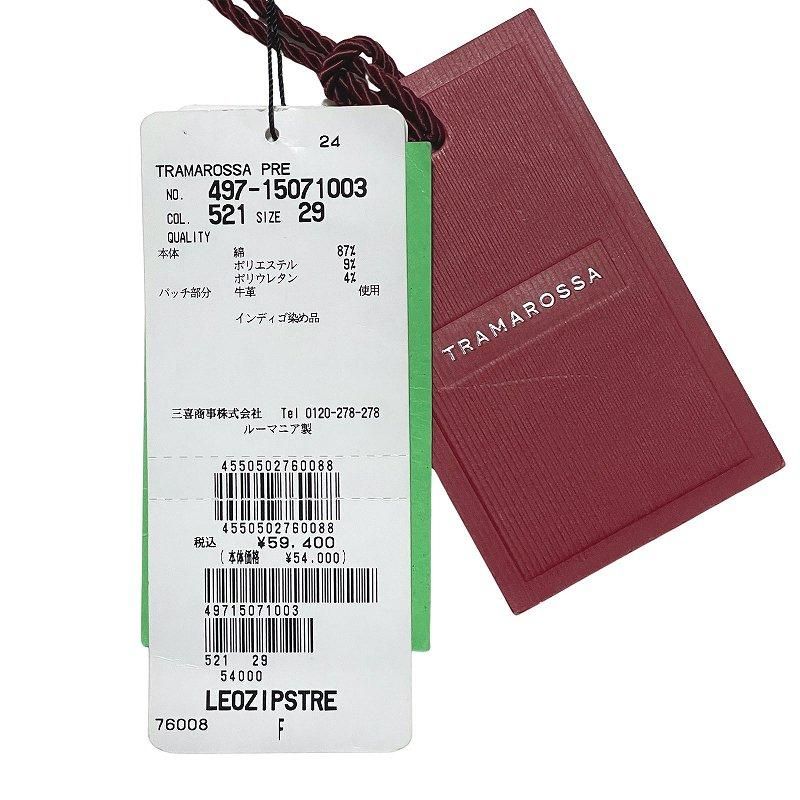 24
TRAMAROSSA PRE
NO. 497-15071003
COL. 521 SIZE 29
QUALITY
本体 綿 87%
ポリエステル 9%
ポリウレタン 4%
パッチ部分 牛革 使用
インディゴ染め品
三喜商事株式会社 Tel 0120-278-278
ルーマニア製
4550502760088
4550502760088
税込 ¥59.400
(本体価格 ¥54.000)
49715071003
521 29
54000
LEOZIPSTRE
76008 F
TRAMAROSSA